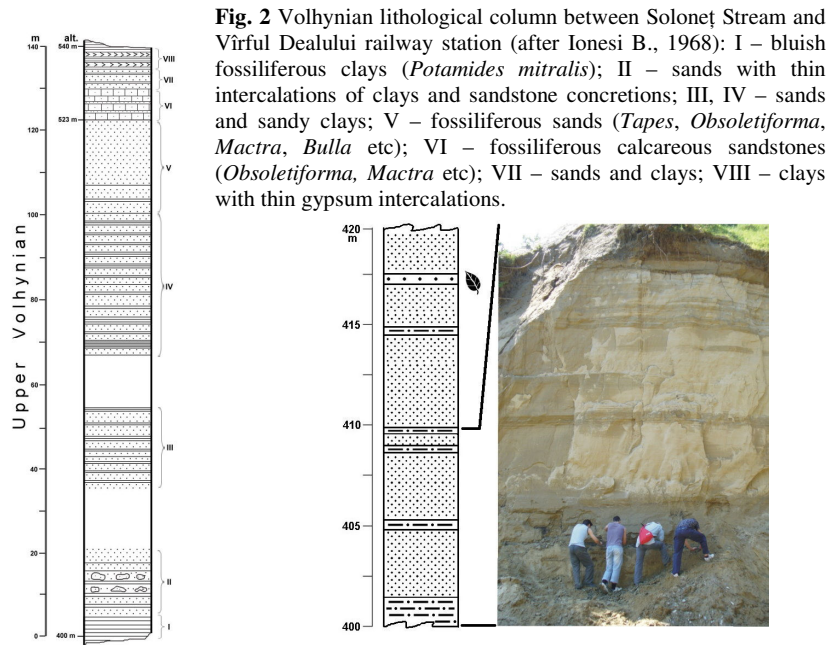 Fig. 2 Volhynian lithological column between Soloneţ Stream and
Vîrful Dealului railway station (after Ionesi B., 1968): I – bluish
fossiliferous clays (Potamides mitralis); II – sands with thin
intercalations of clays and sandstone concretions; III, IV – sands
and sandy clays; V – fossiliferous sands (Tapes, Obsoletiforma,
Mactra, Bulla etc); VI – fossiliferous calcareous sandstones
(Obsoletiforma, Mactra etc); VII – sands and clays; VIII – clays
with thin gypsum intercalations.
m
alt.
140
540 m
VIII
VII
VI
523 m
120
V
100
IV
80
60
III
40
20
II
I
0
400 m
Upper Volhynian
420
m
415
410
405
400